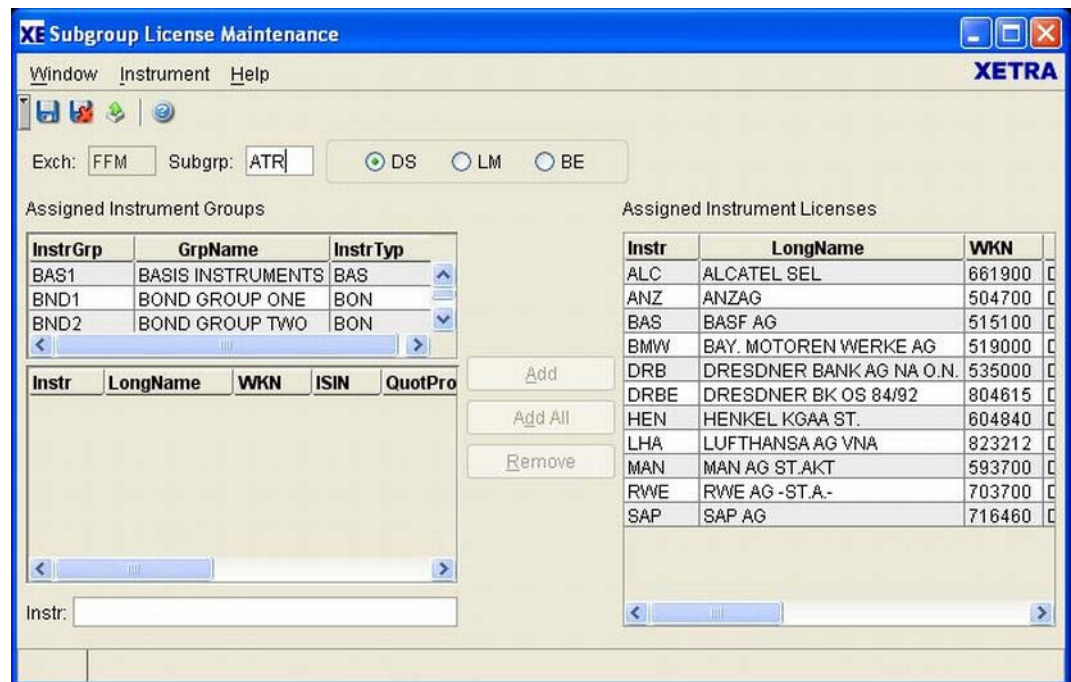 XE Subgroup License Maintenance
Window Instrument Help XETRA
Exch: FFM Subgrp: ATR DS LM BE
Assigned Instrument Groups
InstrGrp GrpName InstrTyp
BAS1 BASIS INSTRUMENTS BAS
BND1 BOND GROUP ONE BON
BND2 BOND GROUP TWO BON
Instr LongName WKN ISIN QuotPro
Instr:
Add
Add All
Remove
Assigned Instrument Licenses
Instr LongName WKN
ALC ALCATEL SEL 661900
ANZ ANZAG 504700
BAS BASF AG 515100
BMW BAY. MOTOREN WERKE AG 519000
DRB DRESDNER BANK AG NA O.N. 535000
DRBE DRESDNER BK OS 84/92 804615
HEN HENKEL KGAA ST. 604840
LHA LUFTHANSA AG VNA 823212
MAN MAN AG ST.AKT 593700
RWE RWE AG -ST.A.- 703700
SAP SAP AG 716460